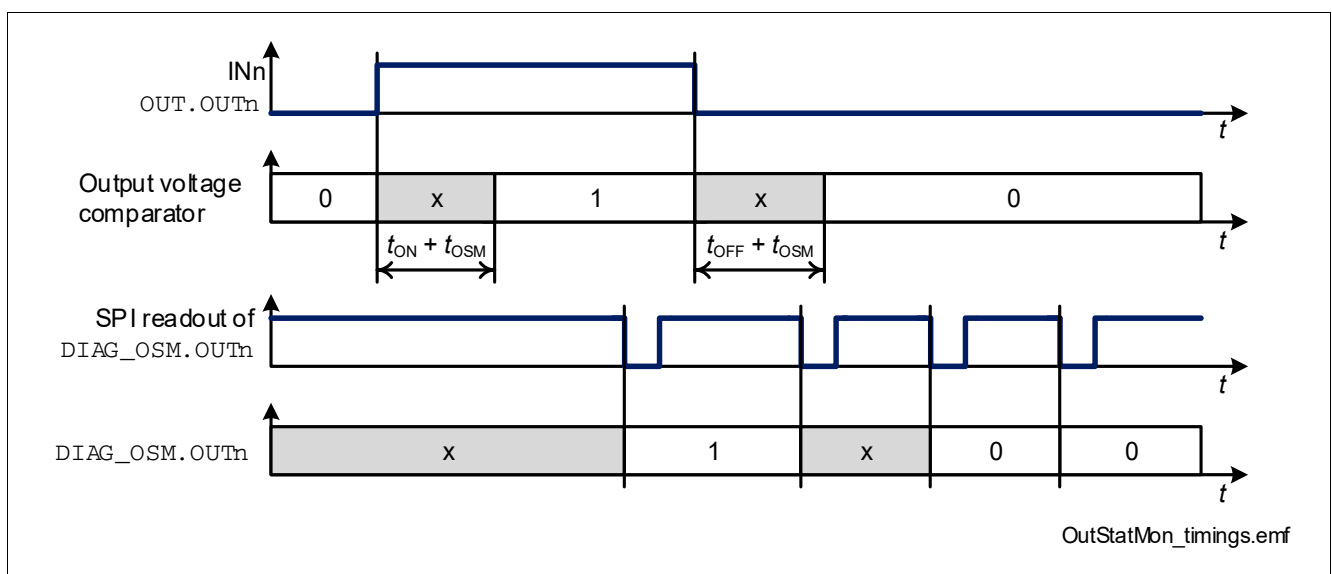 INn
OUT.OUTn
t
Output voltage
comparator
0 x 1 x 0
t
tON + tOSM tOFF + tOSM
SPI readout of
DIAG_OSM.OUTn
t
DIAG_OSM.OUTn
x 1 x 0 0
t
OutStatMon_timings.emf